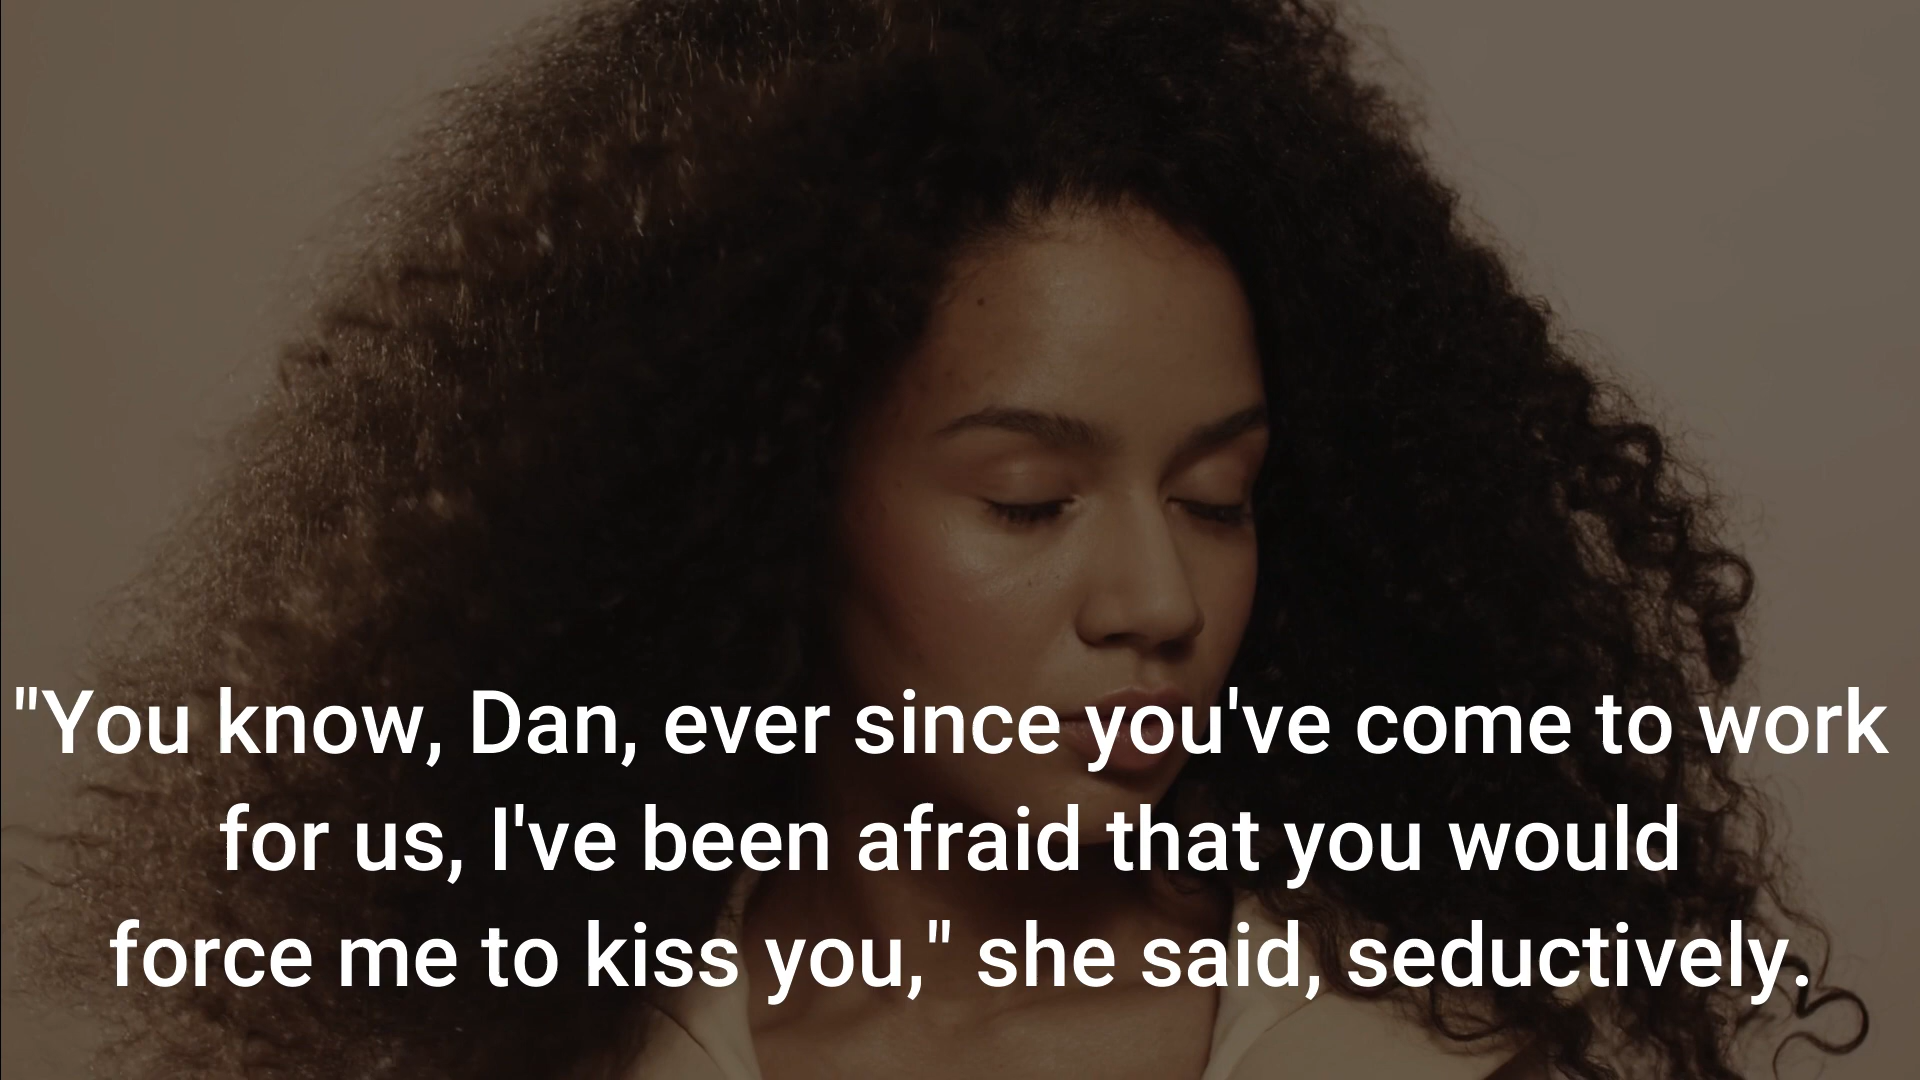 "You know, Dan, ever since you've come to work
for us, I've been afraid that you would
force me to kiss you," she said, seductively.